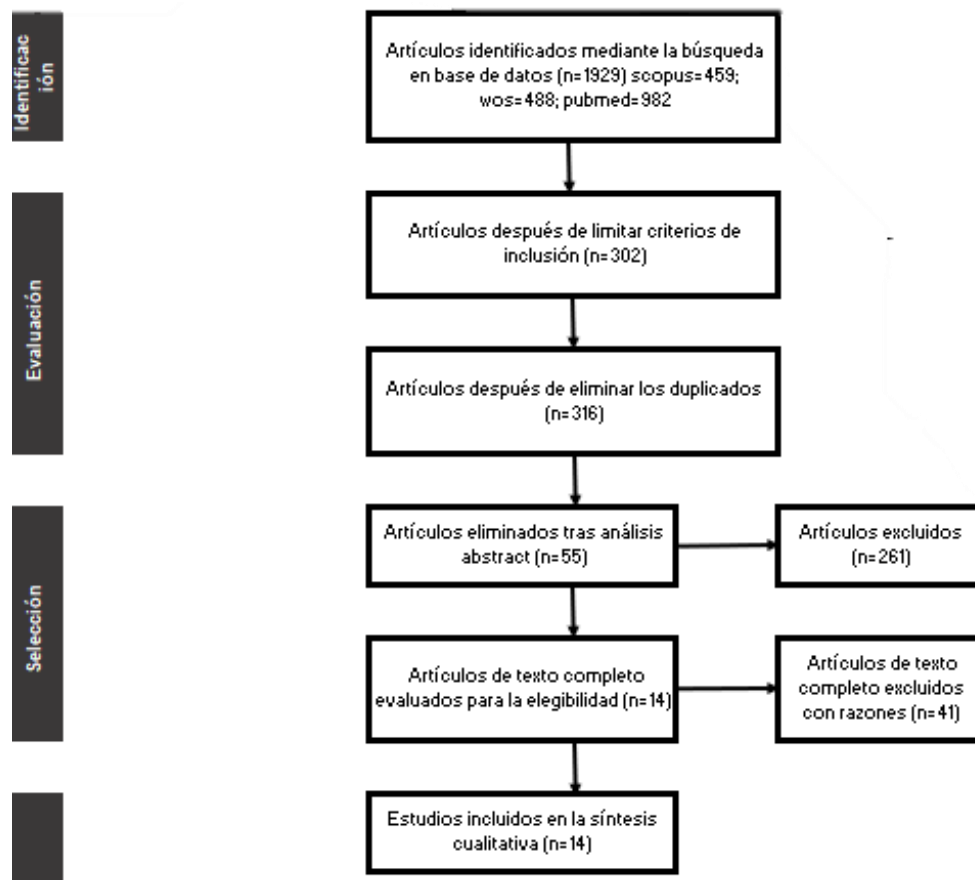 Identificac
ión
Artículos identificados mediante la búsqueda
en base de datos (n=1929) scopus=459;
wos=488; pubmed=982
Evaluación
Artículos después de limitar criterios de
inclusión (n=302)
Artículos después de eliminar los duplicados
(n=316)
Selección
Artículos eliminados tras análisis
abstract (n=55)
Artículos excluidos
(n=261)
Artículos de texto completo
evaluados para la elegibilidad (n=14)
Artículos de texto
completo excluidos
con razones (n=41)
Estudios incluidos en la síntesis
cualitativa (n=14)